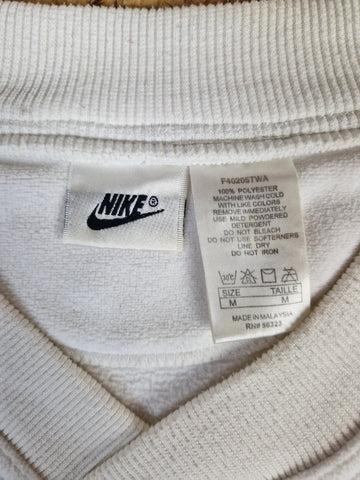 NIKE®
F40205TWA
100% POLYESTER
MACHINE WASH COLD
WITH LIKE COLORS
REMOVE IMMEDIATELY
USE MILD POWDERED
DETERGENT
DO NOT BLEACH
DO NOT USE SOFTENERS
LINE DRY
DO NOT IRON
30°C
SIZE TAILLE
M M
MADE IN MALAYSIA
RN# 56323